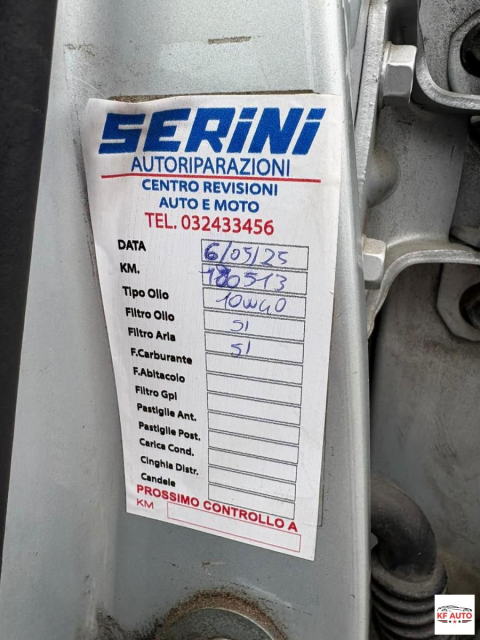 SERiNi
AUTORIPARAZIONI
CENTRO REVISIONI
AUTO E MOTO
TEL. 032433456
DATA 6/05/25
KM. 180513
Tipo Olio 10W40
Filtro Olio SI
Filtro Aria SI
F.Carburante
F.Abitacolo
Filtro Gpl
Pastiglie Ant.
Pastiglie Post.
Carica Cond.
Cinghia Distr.
Candele
PROSSIMO CONTROLLO A
KM
KF AUTO